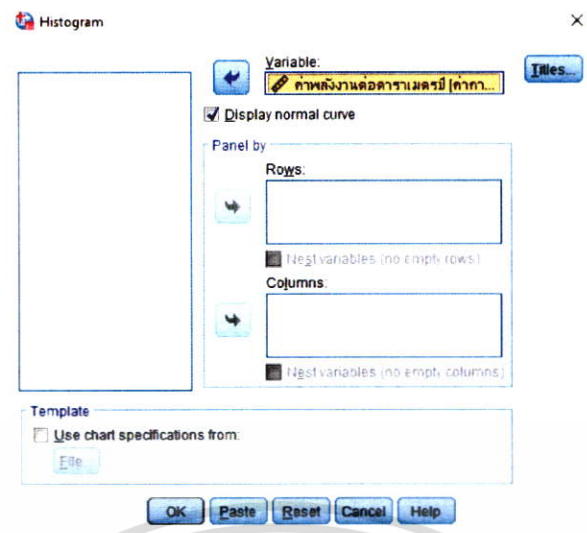 Histogram
Variable:
Titles...
ค่าพลังงานต่อตารางเมตรปี [ค่ากา...
Display normal curve
Panel by
Rows:
Nest variables (no empty rows)
Columns:
Nest variables (no empty columns)
Template
Use chart specifications from:
File...
OK Paste Reset Cancel Help